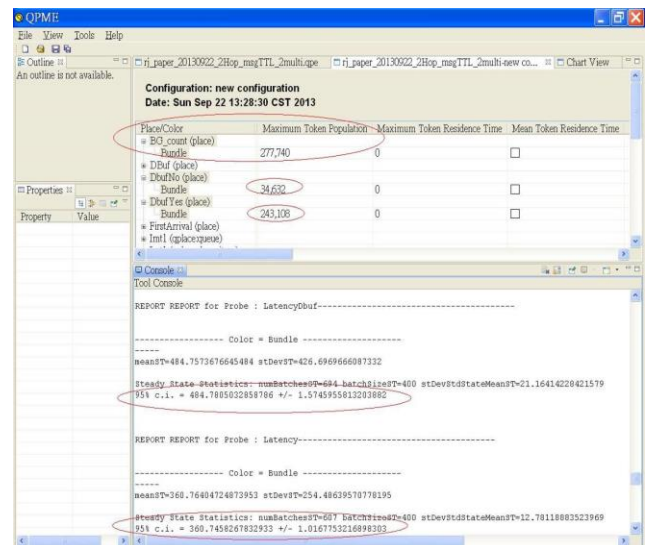 QPME
File View Tools Help
Outline
An outline is not available.
rj_paper_20130922_2Hop_msgTTL_2multi.qpe
rj_paper_20130922_2Hop_msgTTL_2multi-new co...
Chart View
Configuration: new configuration
Date: Sun Sep 22 13:28:30 CST 2013
Place/Color Maximum Token Population Maximum Token Residence Time Mean Token Residence Time
BG_count (place)
Bundle 277,740 0
DBuf (place)
DbufNo (place)
Bundle 34,632 0
DbufYes (place)
Bundle 243,108 0
FirstArrival (place)
Imt1 (qplace:queue)
Properties
Property Value
Console
Tool Console
REPORT REPORT for Probe : LatencyDbuf----------------------------------------
------------------ Color = Bundle --------------------
-----
meanST=484.7573676645484 stDevST=426.6969666087332
Steady State Statistics: numBatchesST=694 batchSizeST=400 stDevStdStateMeanST=21.16414228421579
95% c.i. = 484.7805032858786 +/- 1.5745955813203882
REPORT REPORT for Probe : Latency----------------------------------------
------------------ Color = Bundle --------------------
-----
meanST=360.76404724873953 stDevST=254.48639570778195
Steady State Statistics: numBatchesST=607 batchSizeST=400 stDevStdStateMeanST=12.78118883523969
95% c.i. = 360.7458267832933 +/- 1.0167753216898303